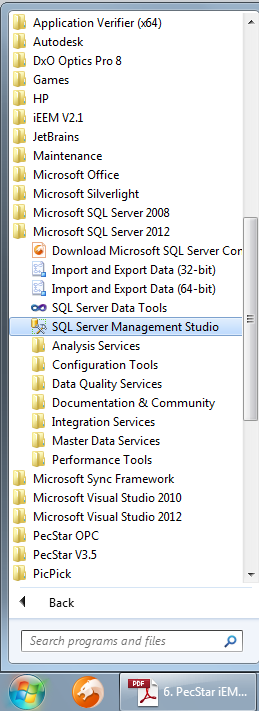 Application Verifier (x64)
Autodesk
DxO Optics Pro 8
Games
HP
iEEM V2.1
JetBrains
Maintenance
Microsoft Office
Microsoft Silverlight
Microsoft SQL Server 2008
Microsoft SQL Server 2012
Download Microsoft SQL Server Con
Import and Export Data (32-bit)
Import and Export Data (64-bit)
SQL Server Data Tools
SQL Server Management Studio
Analysis Services
Configuration Tools
Data Quality Services
Documentation & Community
Integration Services
Master Data Services
Performance Tools
Microsoft Sync Framework
Microsoft Visual Studio 2010
Microsoft Visual Studio 2012
PecStar OPC
PecStar V3.5
PicPick
Back
Search programs and files
PDF
6. PecStar iEM...